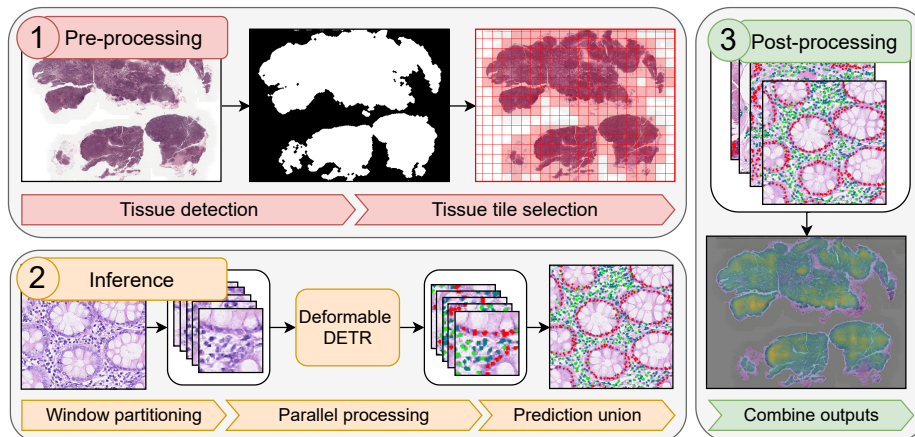 1 Pre-processing
Tissue detection
Tissue tile selection
2 Inference
Deformable
DETR
Window partitioning
Parallel processing
Prediction union
3 Post-processing
Combine outputs